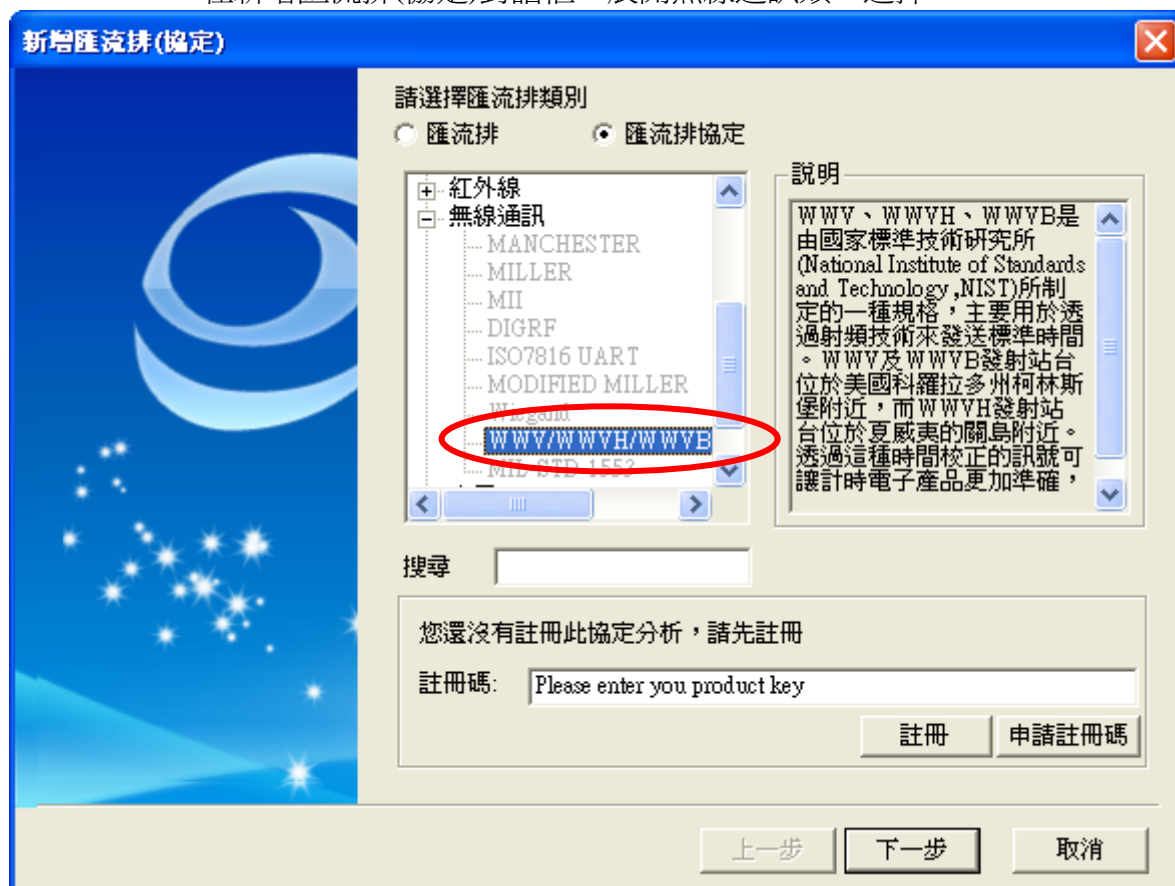 新增匯流排(協定)
請選擇匯流排類別
匯流排
匯流排協定
紅外線
無線通訊
MANCHESTER
MILLER
MII
DIGRF
ISO7816 UART
MODIFIED MILLER
Wiegand
WWV/WWVH/WWVB
MIL-STD-1553
說明
WWV、WWVH、WWVB是
由國家標準技術研究所
(National Institute of Standards
and Technology ,NIST)所制
定的一種規格，主要用於透
過射頻技術來發送標準時間
。WWV及WWVB發射站台
位於美國科羅拉多州柯林斯
堡附近，而WWVH發射站
台位於夏威夷的關島附近。
透過這種時間校正的訊號可
讓計時電子產品更加準確，
搜尋
您還沒有註冊此協定分析，請先註冊
註冊碼:
Please enter you product key
註冊
申請註冊碼
上一步
下一步
取消